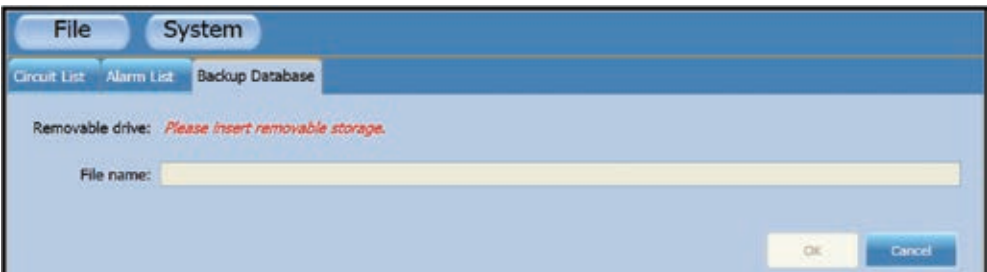 File System
Circuit List Alarm List Backup Database
Removable drive: Please insert removable storage.
File name:
OK Cancel